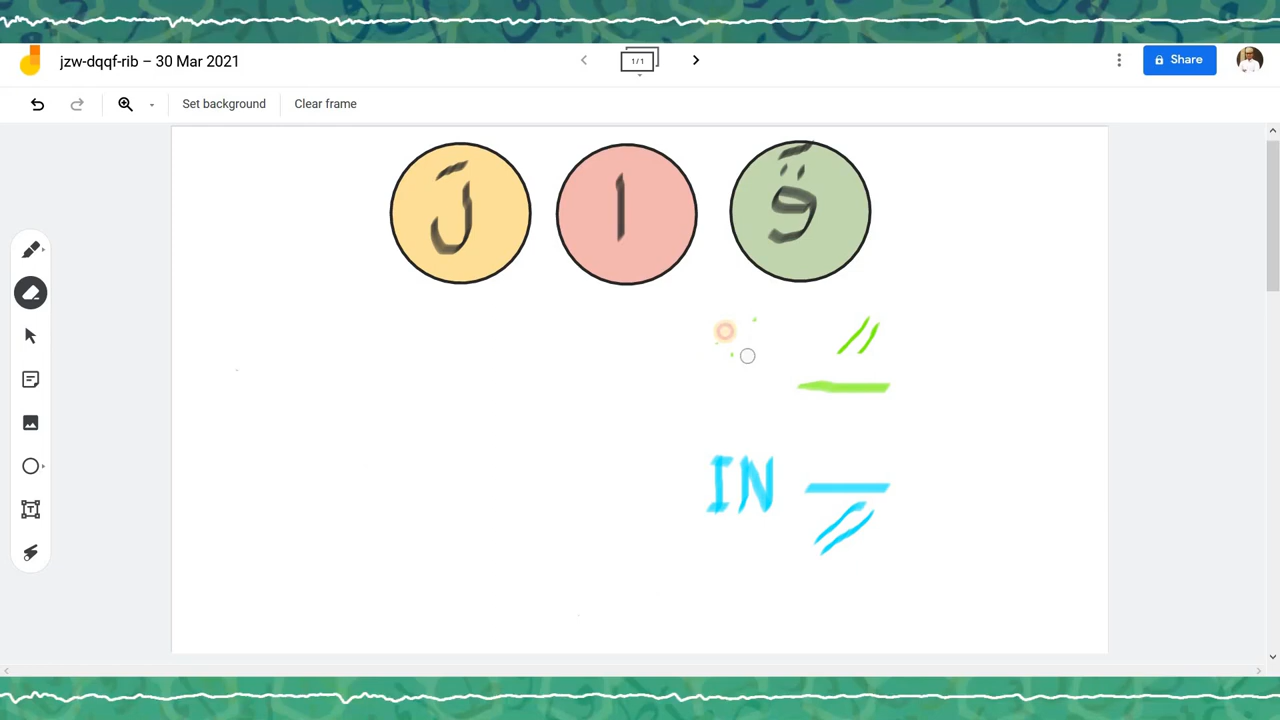 jzw-dqqf-rib – 30 Mar 2021
1/1
Share
Set background
Clear frame
قَ ا لَ
IN